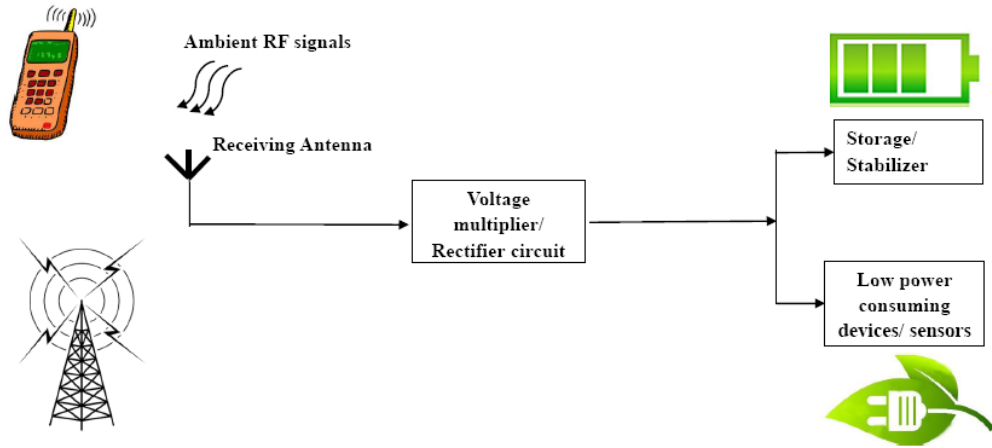 Ambient RF signals
Receiving Antenna
Voltage
multiplier/
Rectifier circuit
Storage/
Stabilizer
Low power
consuming
devices/ sensors